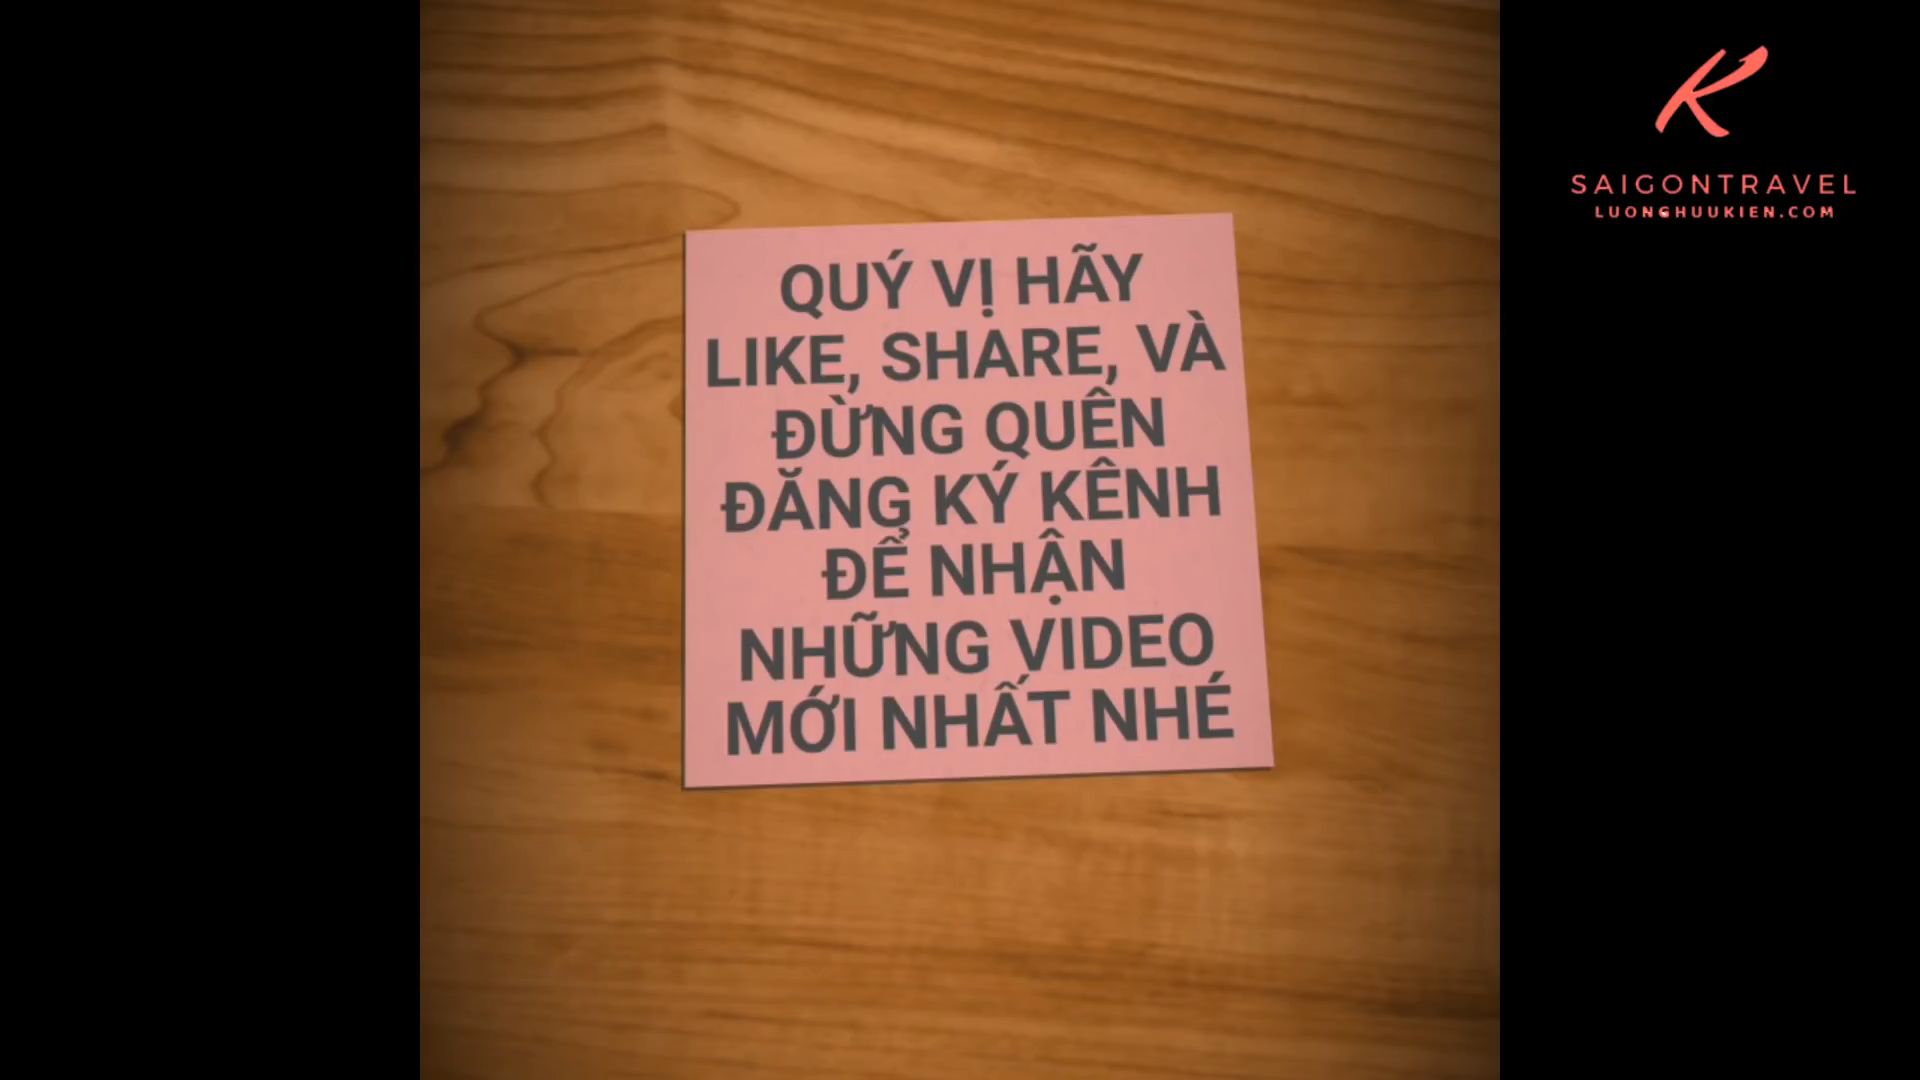 QUÝ VỊ HÃY
LIKE, SHARE, VÀ
ĐỪNG QUÊN
ĐĂNG KÝ KÊNH
ĐỂ NHẬN
NHỮNG VIDEO
MỚI NHẤT NHÉ
K
SAIGONTRAVEL
LUONGHUUKIEN.COM